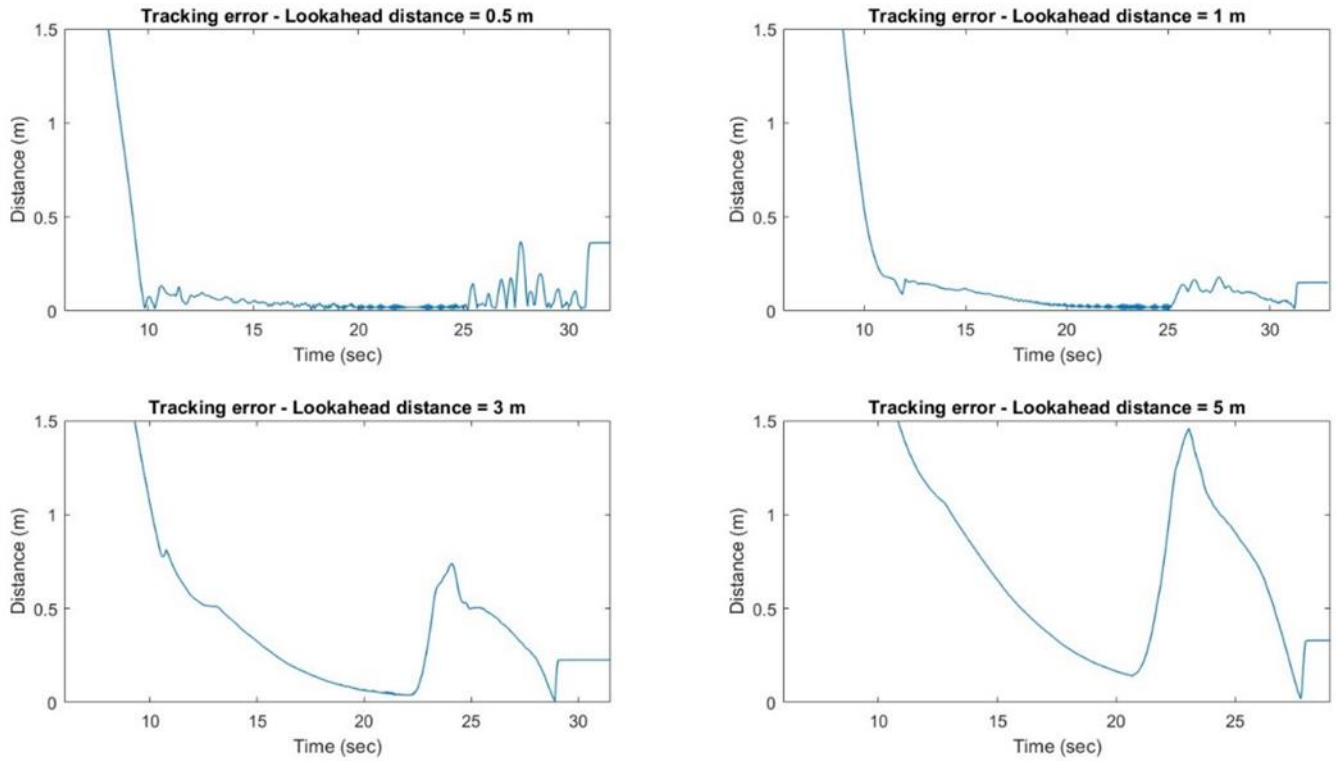 Tracking error - Lookahead distance = 0.5 m
1.5
1
0.5
0
Distance (m)
10 15 20 25 30
Time (sec)
Tracking error - Lookahead distance = 1 m
1.5
1
0.5
0
Distance (m)
10 15 20 25 30
Time (sec)
Tracking error - Lookahead distance = 3 m
1.5
1
0.5
0
Distance (m)
10 15 20 25 30
Time (sec)
Tracking error - Lookahead distance = 5 m
1.5
1
0.5
0
Distance (m)
10 15 20 25
Time (sec)